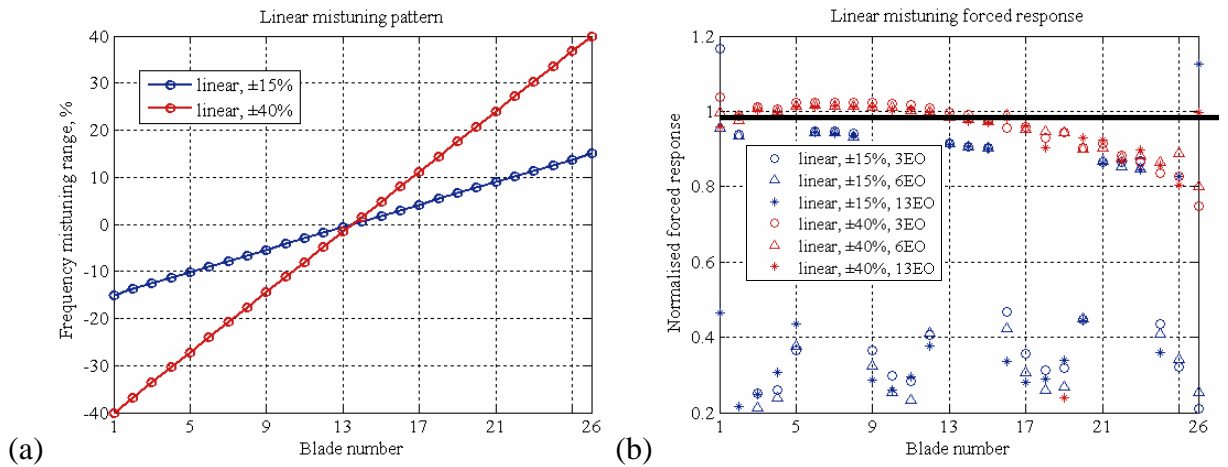 Linear mistuning pattern
40
30
20
10
0
-10
-20
-30
-40
Frequency mistuning range, %
linear, ±15%
linear, ±40%
1 5 9 13 17 21 26
Blade number
(a)
Linear mistuning forced response
1.2
1
0.8
0.6
0.4
0.2
Normalised forced response
linear, ±15%, 3EO
linear, ±15%, 6EO
linear, ±15%, 13EO
linear, ±40%, 3EO
linear, ±40%, 6EO
linear, ±40%, 13EO
1 5 9 13 17 21 26
Blade number
(b)